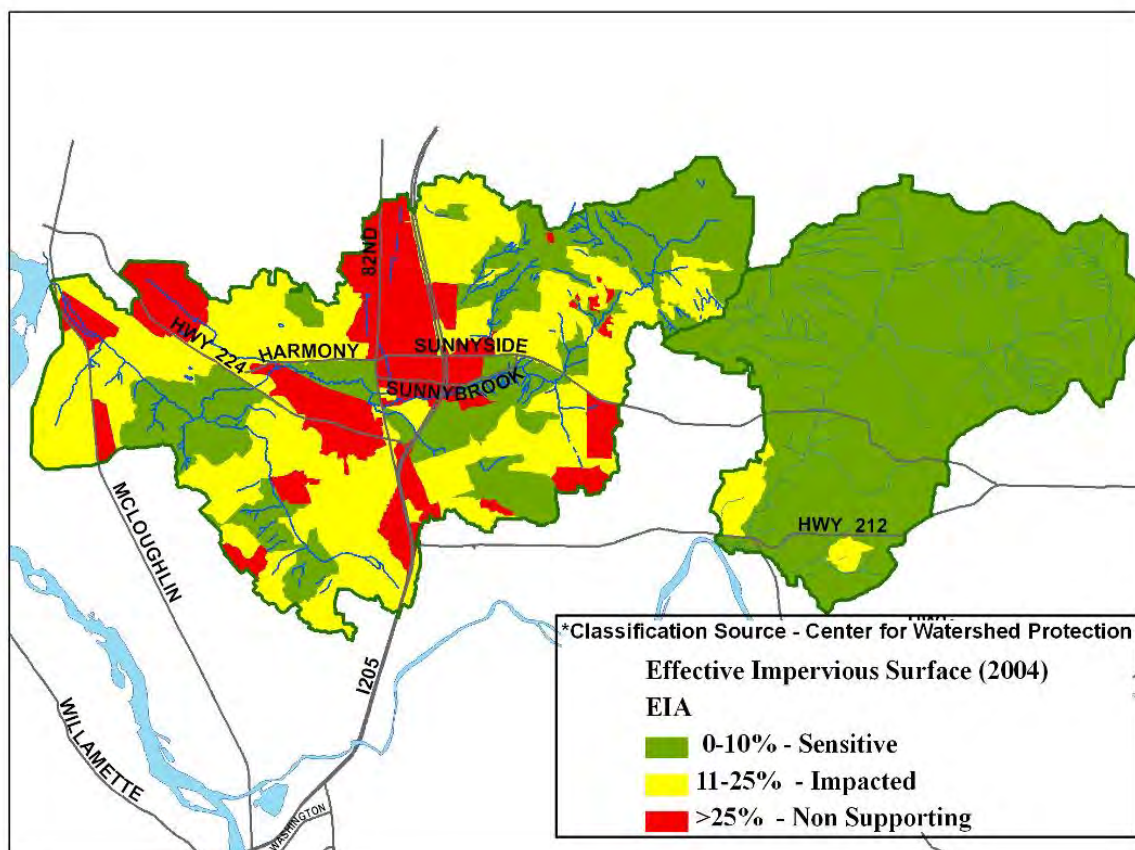 82ND
HWY 224
HARMONY
SUNNYSIDE
SUNNYBROOK
MCLOUGHLIN
HWY 212
I205
WILLAMETTE
WASHINGTON
*Classification Source - Center for Watershed Protection
Effective Impervious Surface (2004)
EIA
0-10% - Sensitive
11-25% - Impacted
>25% - Non Supporting